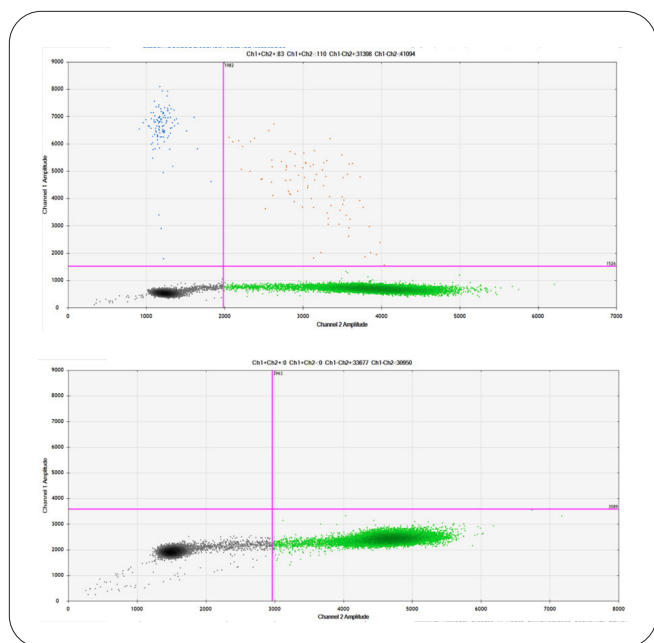 Ch1+Ch2+:83 Ch1+Ch2-:110 Ch1-Ch2+:31398 Ch1-Ch2-:41094
9000
8000
7000
6000
5000
4000
3000
2000
1000
0
Channel 1 Amplitude
1982
1526
0 1000 2000 3000 4000 5000 6000 7000
Channel 2 Amplitude
Ch1+Ch2+:0 Ch1+Ch2-:0 Ch1-Ch2+:33677 Ch1-Ch2-:30950
9000
8000
7000
6000
5000
4000
3000
2000
1000
0
Channel 1 Amplitude
0 1000 2000 3000 4000 5000 6000 7000 8000
Channel 2 Amplitude